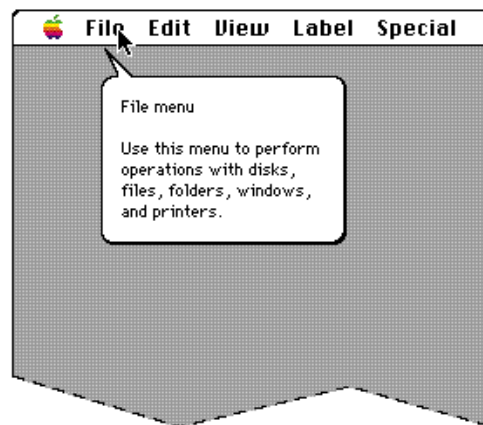 File Edit View Label Special
File menu
Use this menu to perform
operations with disks,
files, folders, windows,
and printers.